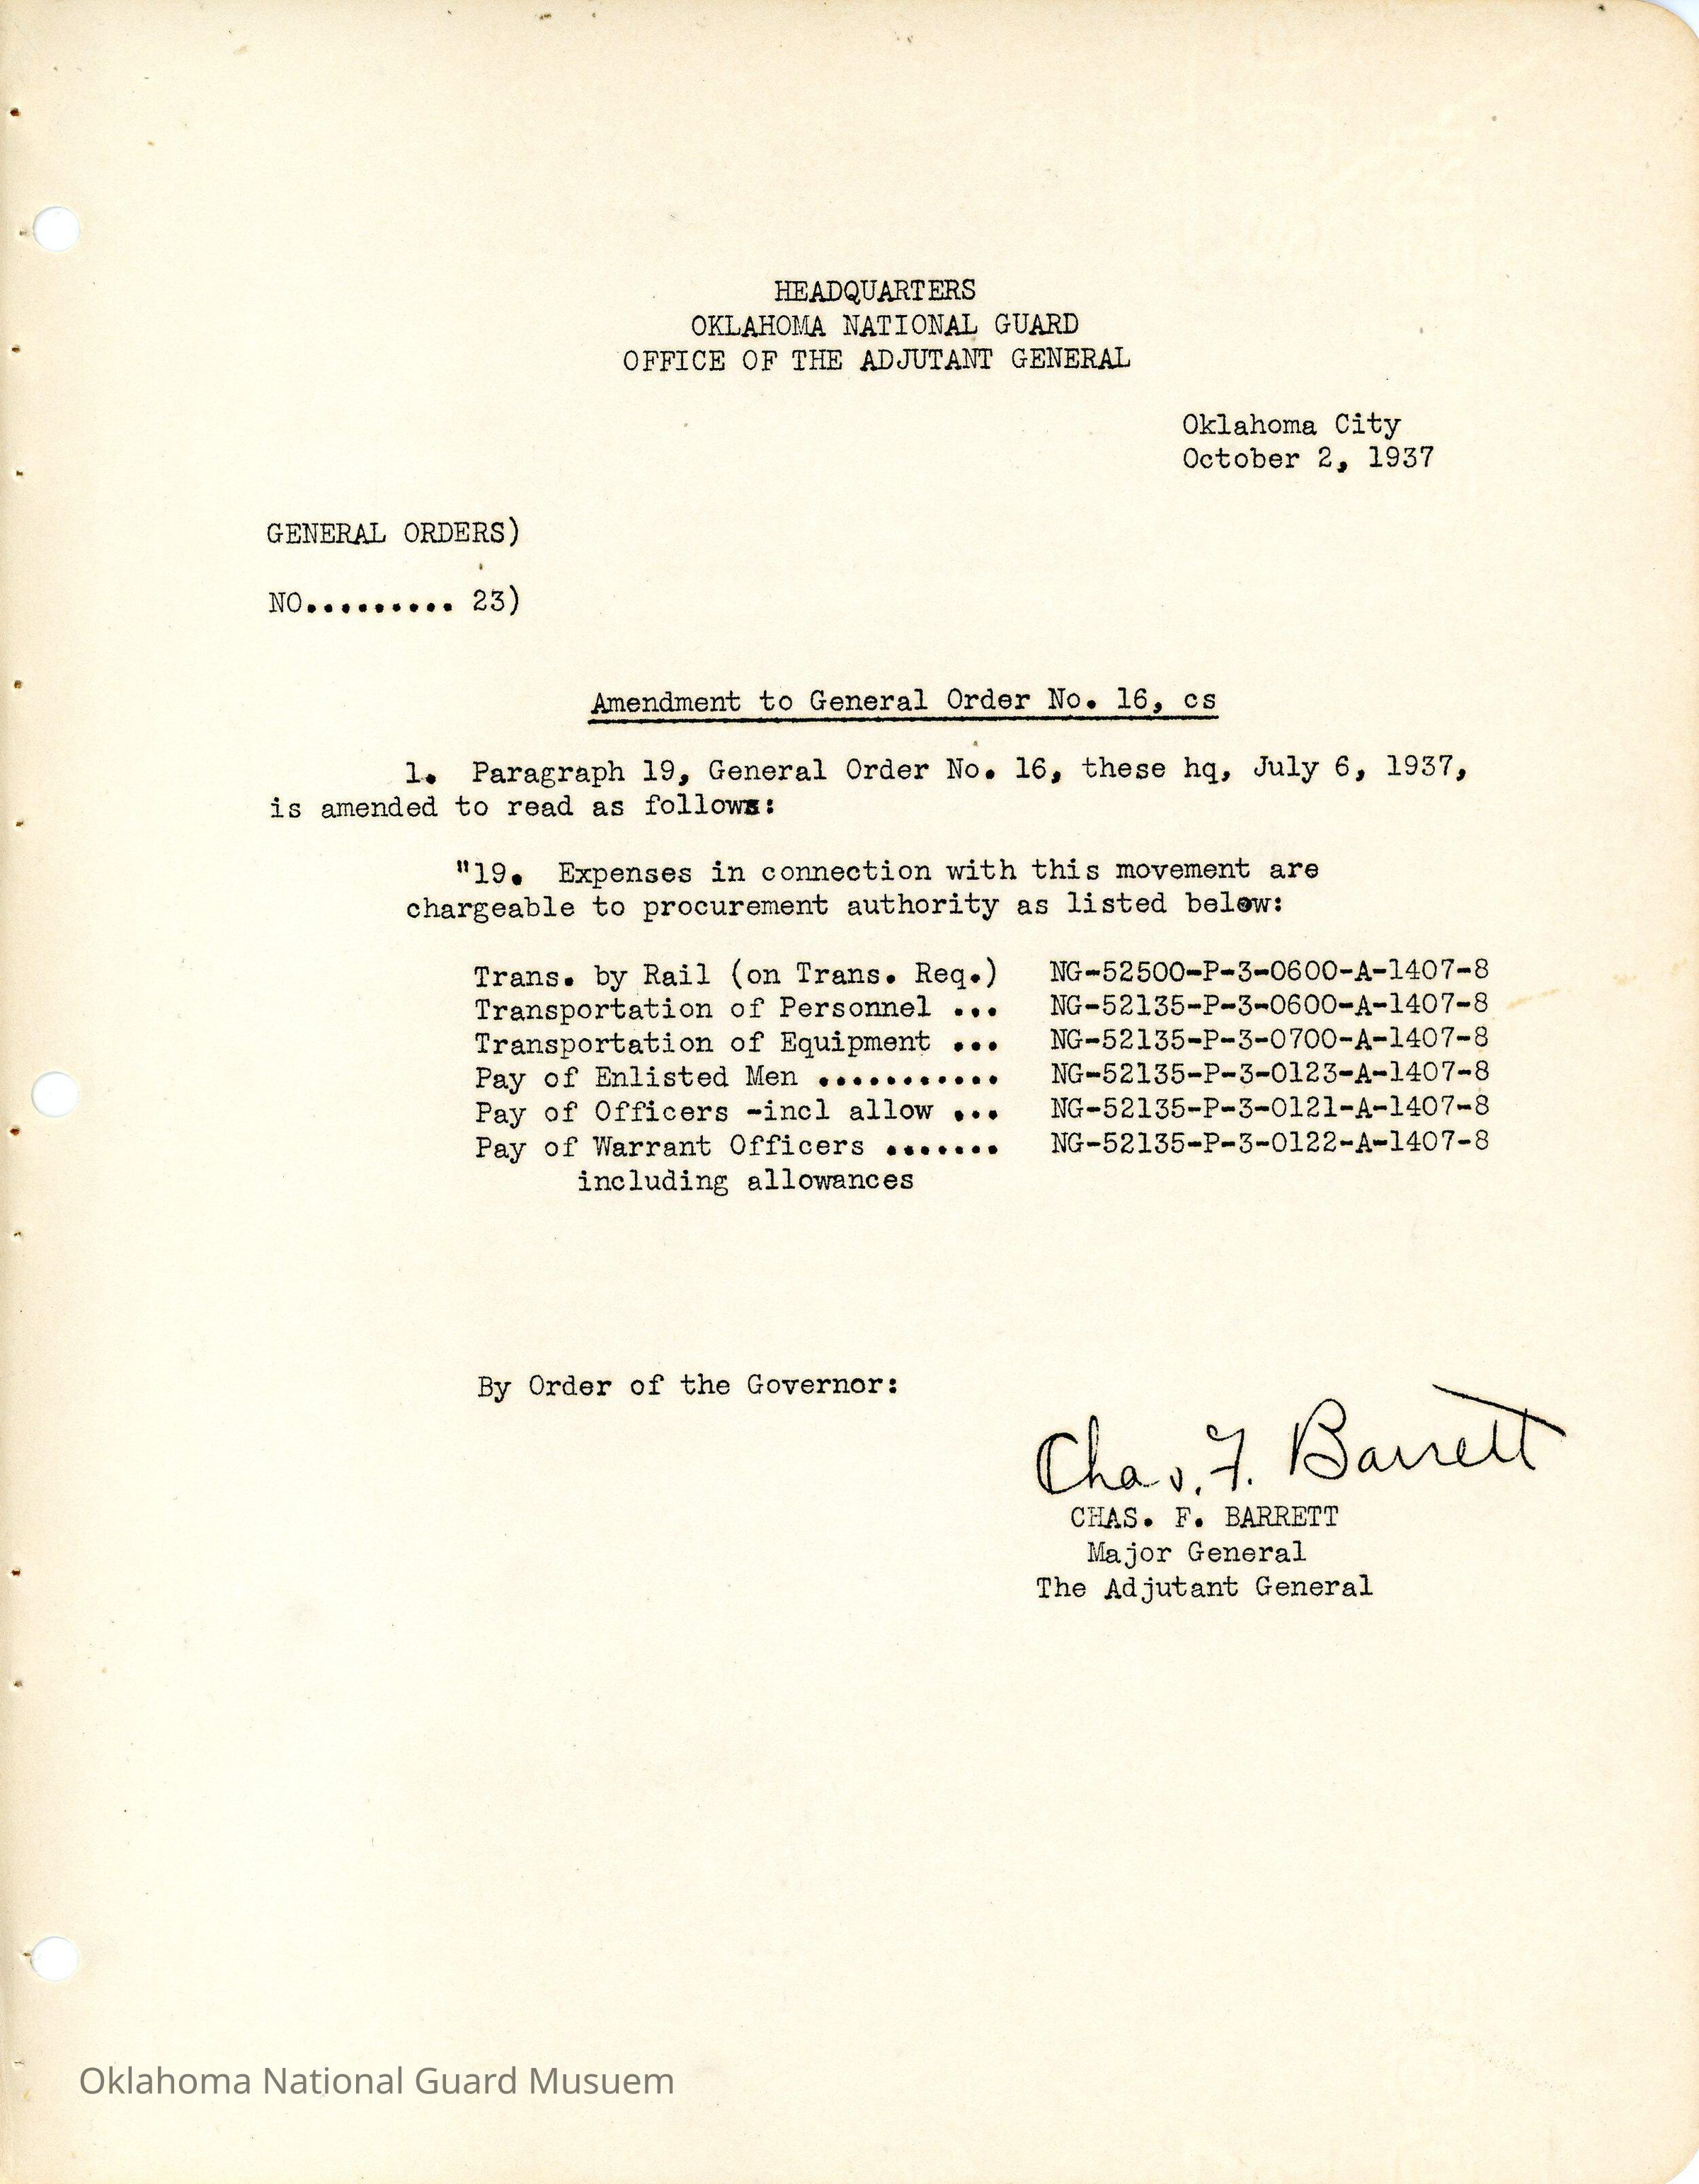 HEADQUARTERS
OKLAHOMA NATIONAL GUARD
OFFICE OF THE ADJUTANT GENERAL
Oklahoma City
October 2, 1937
GENERAL ORDERS)
NO......... 23)
Amendment to General Order No. 16, cs
1. Paragraph 19, General Order No. 16, these hq, July 6, 1937,
is amended to read as follows:
"19. Expenses in connection with this movement are
chargeable to procurement authority as listed below:
Trans. by Rail (on Trans. Req.) NG-52500-P-3-0600-A-1407-8
Transportation of Personnel ... NG-52135-P-3-0600-A-1407-8
Transportation of Equipment ... NG-52135-P-3-0700-A-1407-8
Pay of Enlisted Men ........... NG-52135-P-3-0123-A-1407-8
Pay of Officers -incl allow ... NG-52135-P-3-0121-A-1407-8
Pay of Warrant Officers ....... NG-52135-P-3-0122-A-1407-8
including allowances
By Order of the Governor:
Chas. F. Barrett
CHAS. F. BARRETT
Major General
The Adjutant General
Oklahoma National Guard Musuem